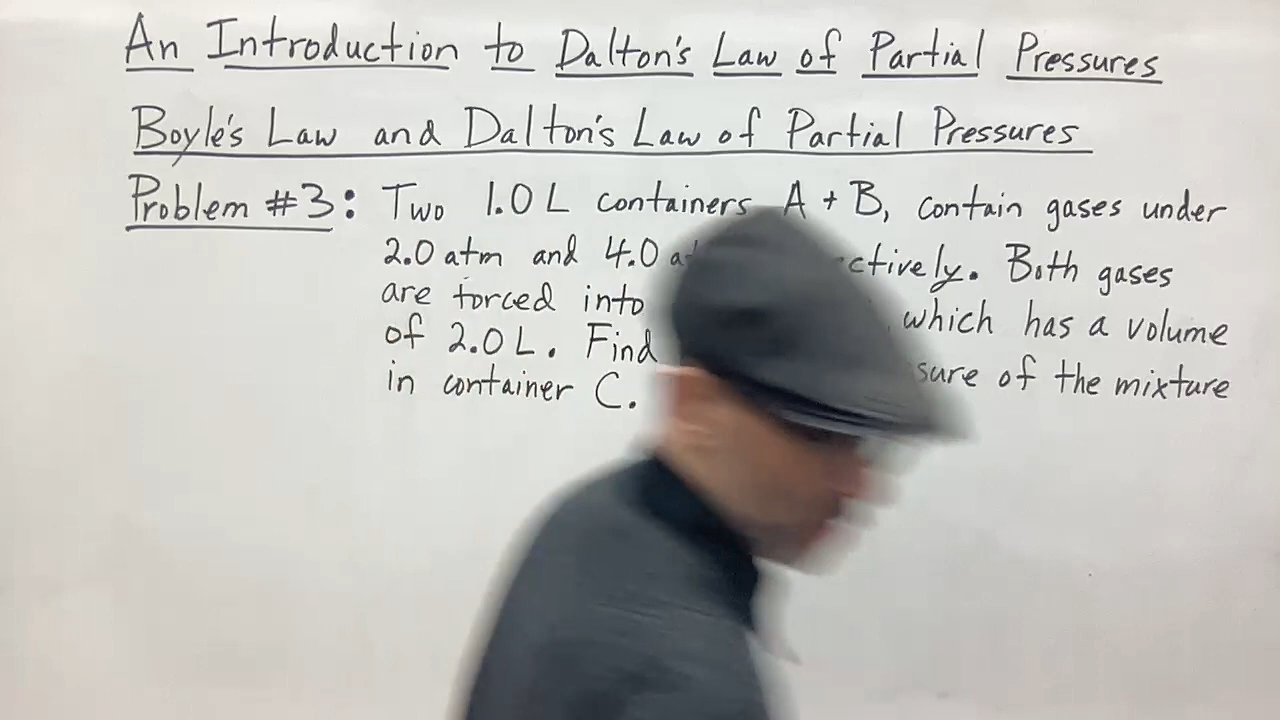 An Introduction to Dalton's Law of Partial Pressures
Boyle's Law and Dalton's Law of Partial Pressures
Problem #3: Two 1.0 L containers, A + B, contain gases under
2.0 atm and 4.0 Both gases
are forced into which has a volume
of 2.0 L. Find of the mixture
in container C.